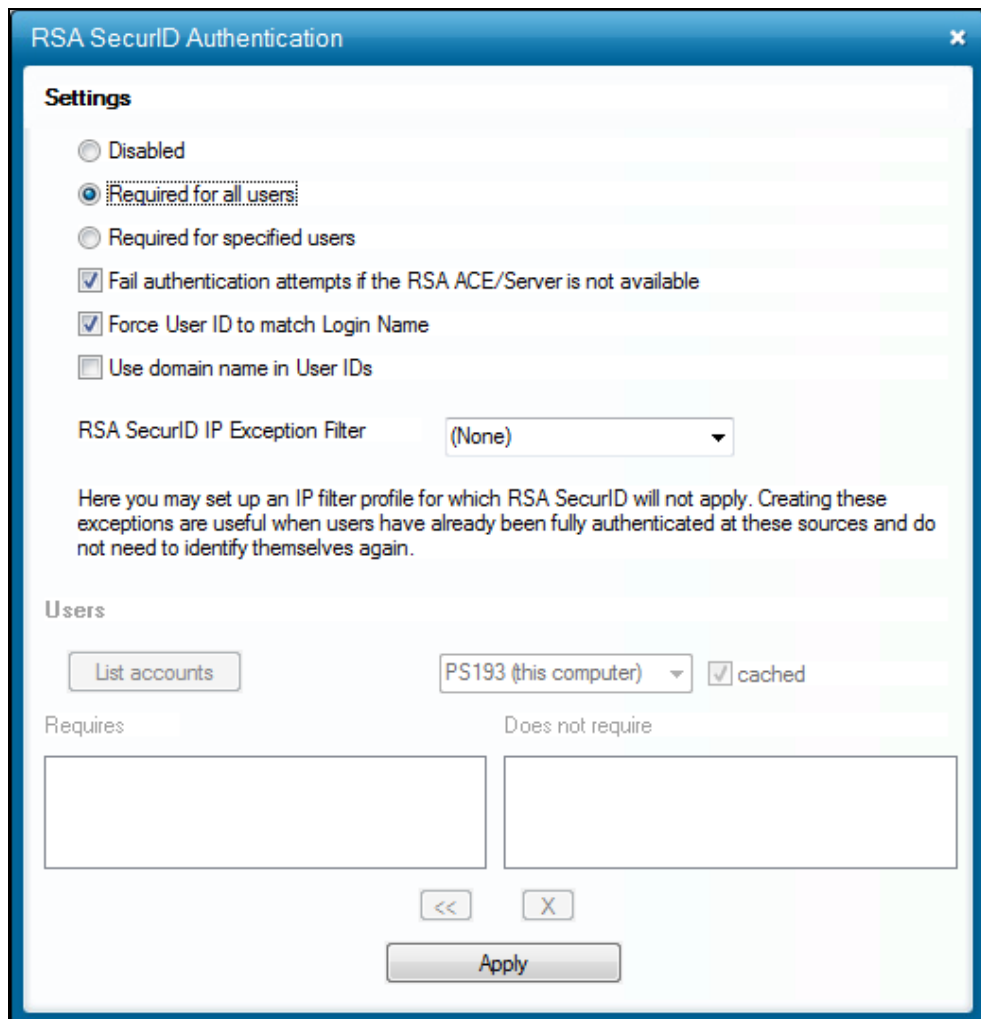 RSA SecurID Authentication
Settings
Disabled
Required for all users
Required for specified users
Fail authentication attempts if the RSA ACE/Server is not available
Force User ID to match Login Name
Use domain name in User IDs
RSA SecurID IP Exception Filter (None)
Here you may set up an IP filter profile for which RSA SecurID will not apply. Creating these
exceptions are useful when users have already been fully authenticated at these sources and do
not need to identify themselves again.
Users
List accounts PS193 (this computer) cached
Requires Does not require
<< X
Apply